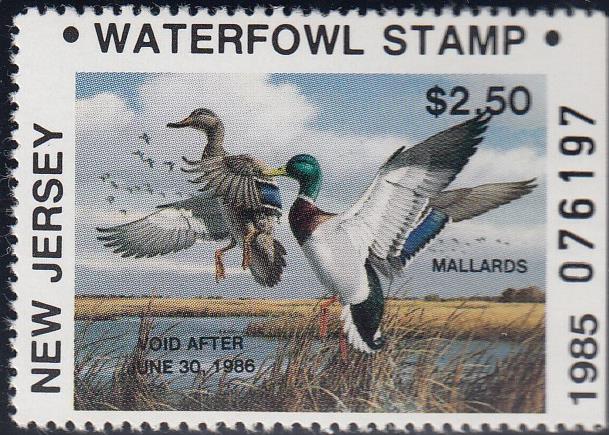 • WATERFOWL STAMP •
NEW JERSEY
$2.50
MALLARDS
VOID AFTER
JUNE 30, 1986
1985 076197